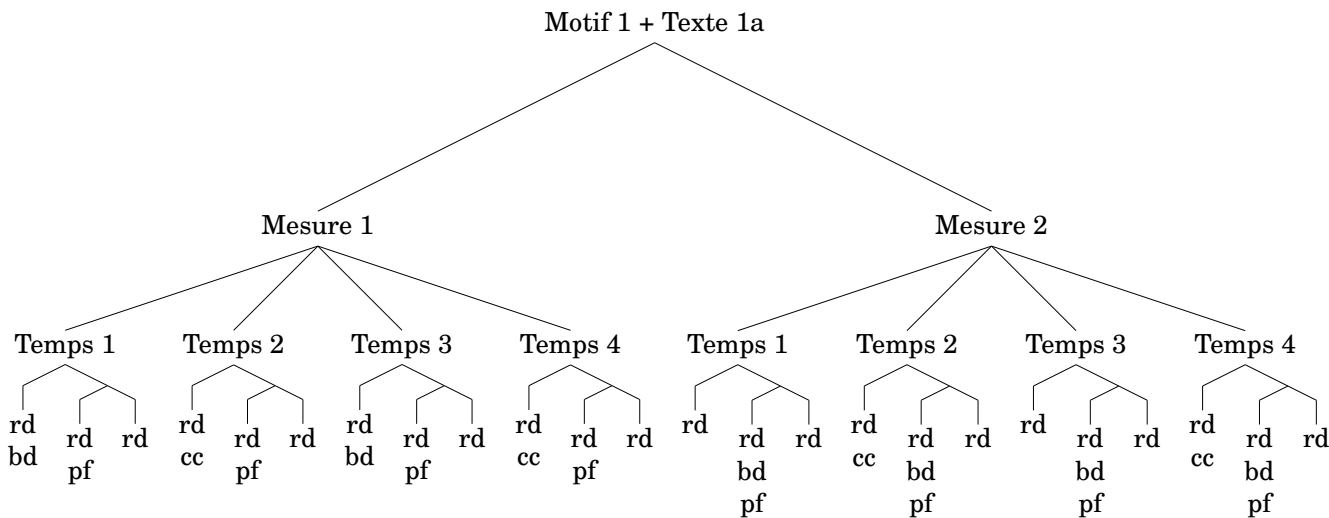 Motif 1 + Texte 1a
Mesure 1 Mesure 2
Temps 1 Temps 2 Temps 3 Temps 4 Temps 1 Temps 2 Temps 3 Temps 4
rd rd rd rd rd rd rd rd rd rd rd rd rd rd rd rd rd rd rd rd rd rd rd rd
bd pf cc pf bd pf cc pf bd cc bd bd cc bd
pf pf pf pf